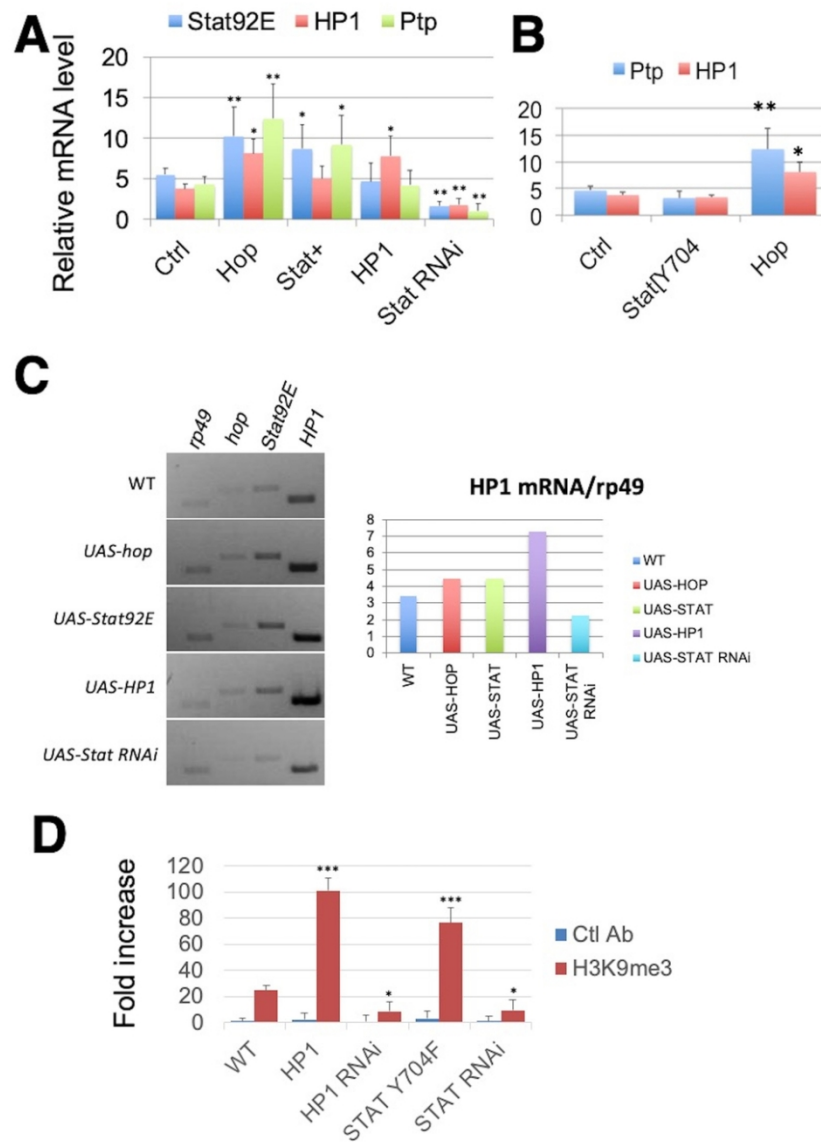 A
Stat92E HP1 Ptp
Relative mRNA level
20
15
10
5
0
** * **
* *
*
** ** **
Ctrl
Hop
Stat+
HP1
Stat RNAi
B
Ptp HP1
20
15
10
5
0
** *
Ctrl
Stat[Y704
Hop
C
rp49 hop Stat92E HP1
WT
UAS-hop
UAS-Stat92E
UAS-HP1
UAS-Stat RNAi
HP1 mRNA/rp49
8
7
6
5
4
3
2
1
0
WT
UAS-HOP
UAS-STAT
UAS-HP1
UAS-STAT
RNAi
WT
UAS-HOP
UAS-STAT
UAS-HP1
UAS-STAT RNAi
D
Fold increase
120
100
80
60
40
20
0
***
*
***
*
WT
HP1
HP1 RNAi
STAT Y704F
STAT RNAi
Ctl Ab
H3K9me3